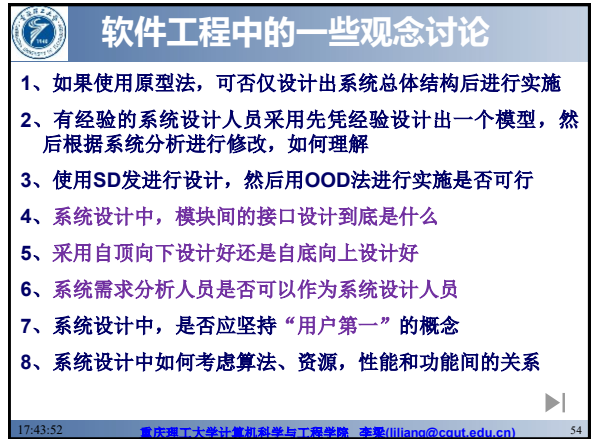 软件工程中的一些观念讨论
1、如果使用原型法，可否仅设计出系统总体结构后进行实施
2、有经验的系统设计人员采用先凭经验设计出一个模型，然
后根据系统分析进行修改，如何理解
3、使用SD发进行设计，然后用OOD法进行实施是否可行
4、系统设计中，模块间的接口设计到底是什么
5、采用自顶向下设计好还是自底向上设计好
6、系统需求分析人员是否可以作为系统设计人员
7、系统设计中，是否应坚持“用户第一”的概念
8、系统设计中如何考虑算法、资源，性能和功能间的关系
17:43:52 重庆理工大学计算机科学与工程学院 李梁(liliang@cqut.edu.cn) 54